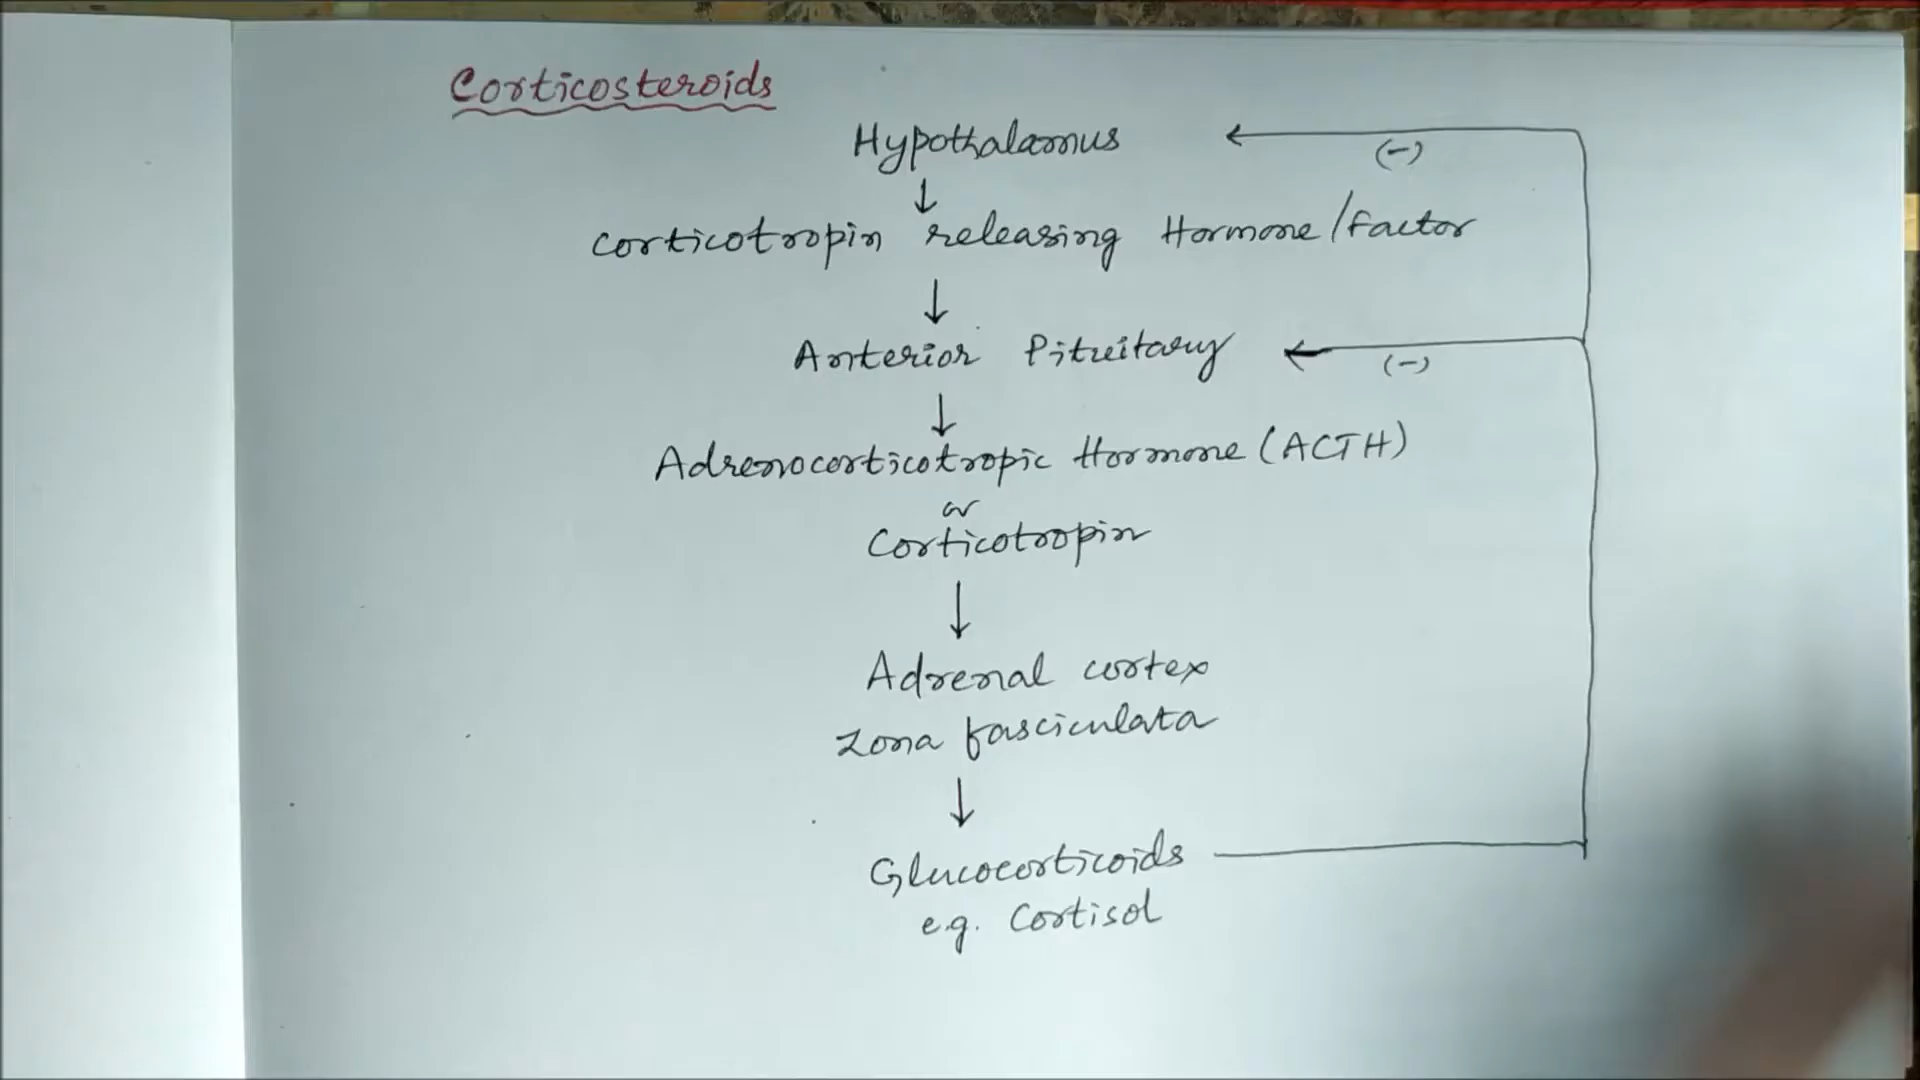 Corticosteroids
Hypothalamus
(-)
corticotropin releasing Hormone/factor
Anterior Pituitary
(-)
Adrenocorticotropic Hormone (ACTH)
or
Corticotropin
Adrenal cortex
Zona fasciculata
Glucocorticoids
e.g. Cortisol